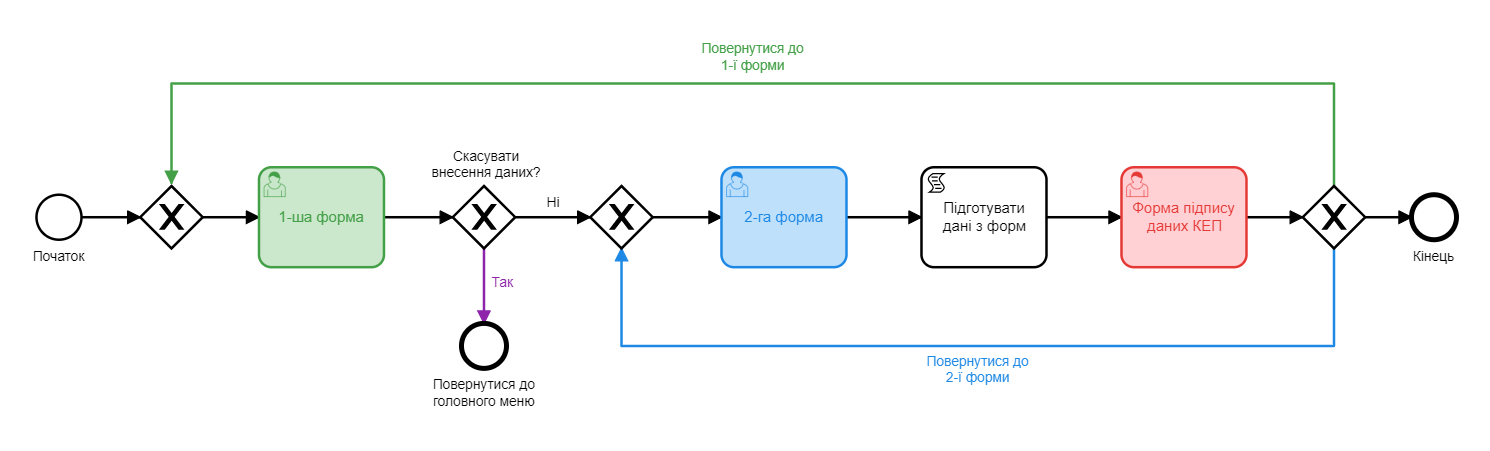 Повернутися до
1-ї форми
Скасувати
внесення даних?
Ні
1-ша форма
2-га форма
Підготувати
дані з форм
Форма підпису
даних КЕП
Початок
Кінець
Так
Повернутися до
2-ї форми
Повернутися до
головного меню